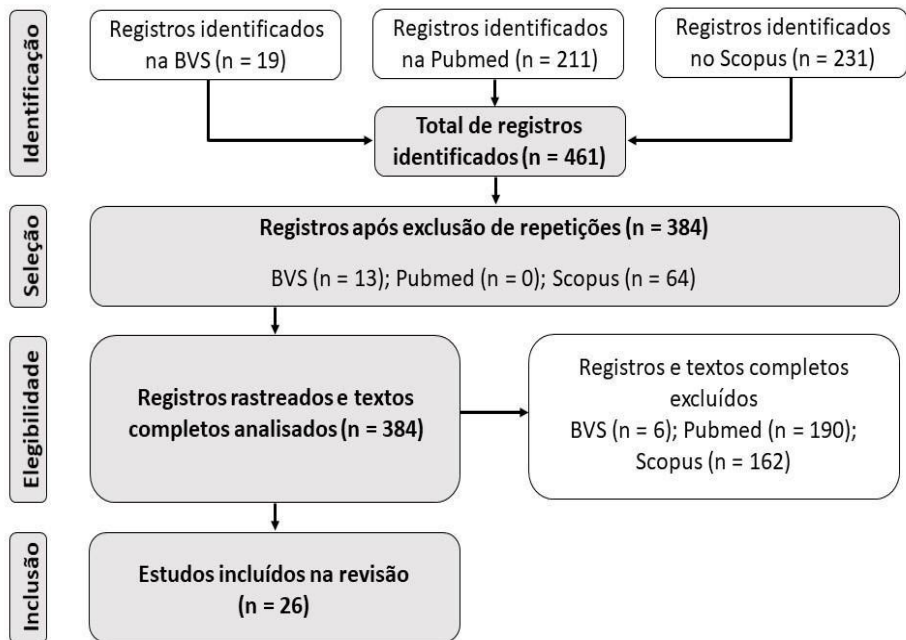 Identificação
Registros identificados
na BVS (n = 19)
Registros identificados
na Pubmed (n = 211)
Registros identificados
no Scopus (n = 231)
Total de registros
identificados (n = 461)
Seleção
Registros após exclusão de repetições (n = 384)
BVS (n = 13); Pubmed (n = 0); Scopus (n = 64)
Elegibilidade
Registros rastreados e textos
completos analisados (n = 384)
Registros e textos completos
excluídos
BVS (n = 6); Pubmed (n = 190);
Scopus (n = 162)
Inclusão
Estudos incluídos na revisão
(n = 26)